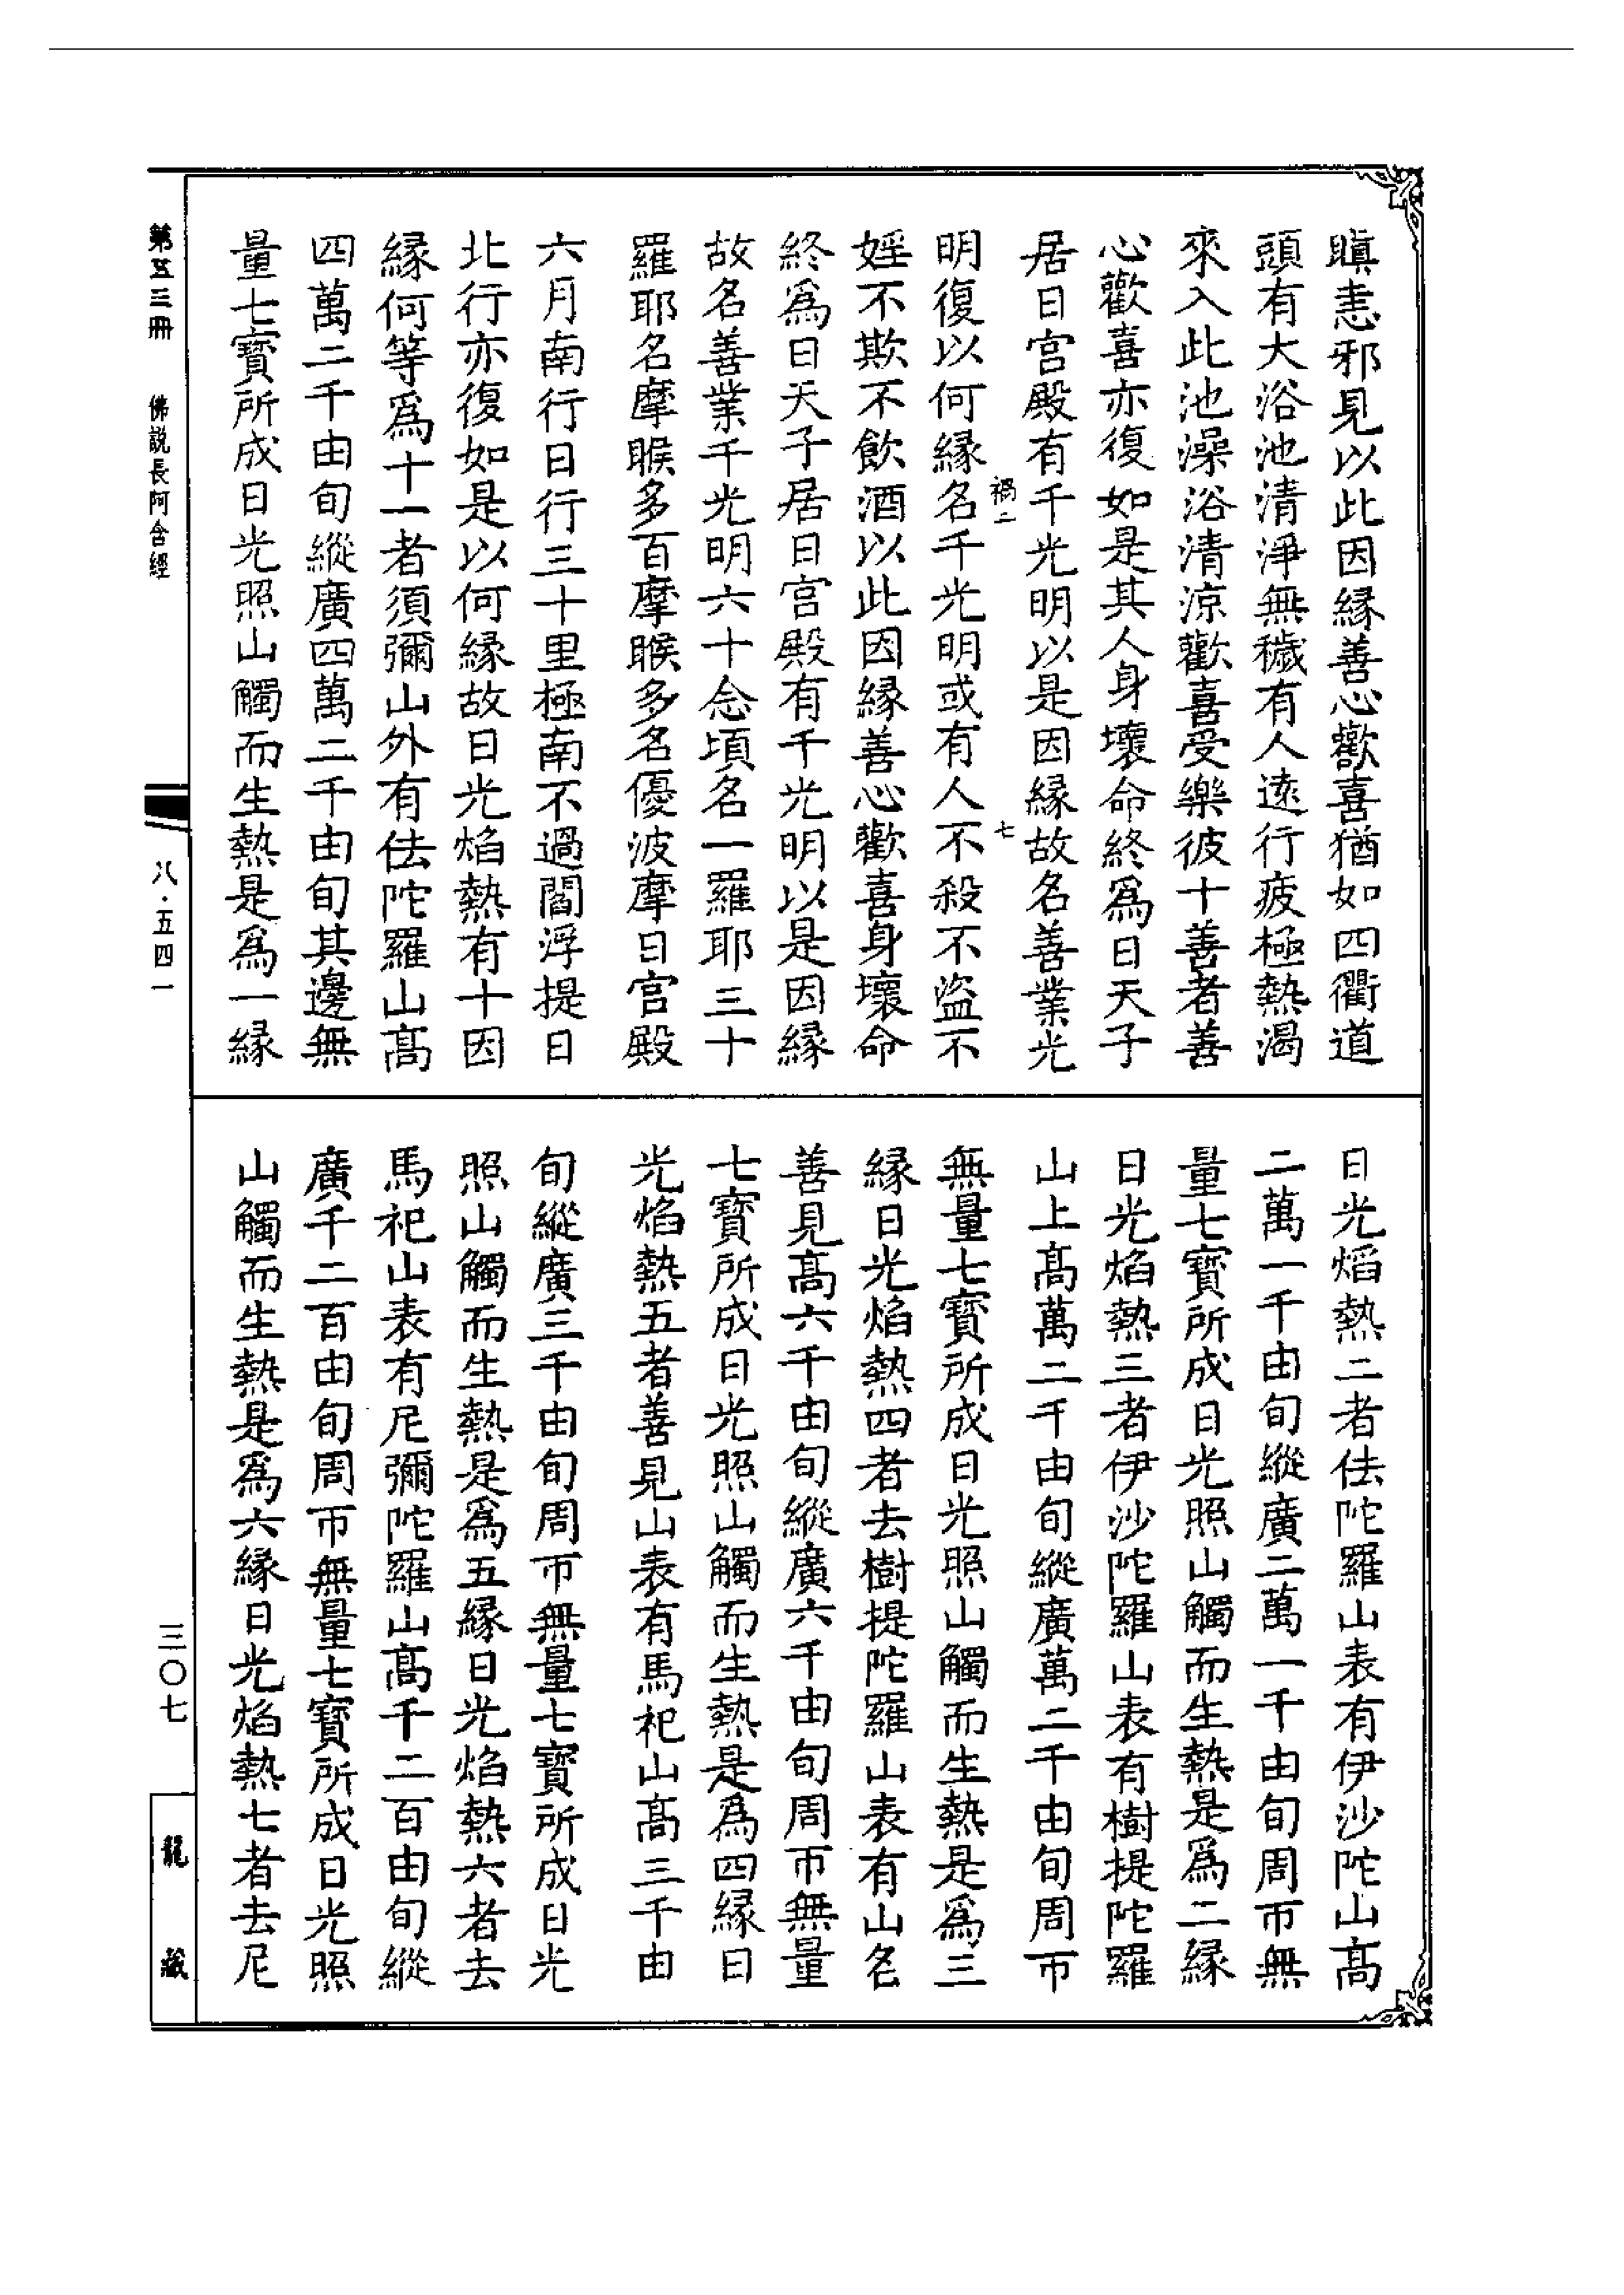 瞋恚邪見以此因縁善心歡喜猶如四衢道
頭有大浴池清淨無穢有人遠行疲極熱渴
來入此池澡浴清涼歡喜受樂彼十善者善
心歡喜亦復如是其人身壞命終爲日天子
居日宫殿有千光明以是因縁故名善業光
禍二
七
明復以何縁名千光明或有人不殺不盜不
婬不欺不飲酒以此因縁善心歡喜身壞命
終爲日天子居日宫殿有千光明以是因縁
故名善業千光明六十念頃名一羅耶三十
羅耶名摩睺多百摩睺多名優波摩日宫殿
六月南行日行三十里極南不過閻浮提日
北行亦復如是以何縁故日光焰熱有十因
縁何等爲十一者須彌山外有佉陀羅山髙
四萬二千由旬縱廣四萬二千由旬其邊無
量七寶所成日光照山觸而生熱是爲一縁
日光焰熱二者佉陀羅山表有伊沙陀山髙
二萬一千由旬縱廣二萬一千由旬周帀無
量七寶所成日光照山觸而生熱是爲二縁
日光焰熱三者伊沙陀羅山表有樹提陀羅
山上髙萬二千由旬縱廣萬二千由旬周帀
無量七寶所成日光照山觸而生熱是爲三
縁日光焰熱四者去樹提陀羅山表有山名
善見髙六千由旬縱廣六千由旬周帀無量
七寶所成日光照山觸而生熱是爲四縁日
光焰熱五者善見山表有馬祀山髙三千由
旬縱廣三千由旬周帀無量七寶所成日光
照山觸而生熱是爲五縁日光焰熱六者去
馬祀山表有尼彌陀羅山髙千二百由旬縱
廣千二百由旬周帀無量七寶所成日光照
山觸而生熱是爲六縁日光焰熱七者去尼
第五三冊 佛説長阿含經
八·五四一
三〇七
龍藏